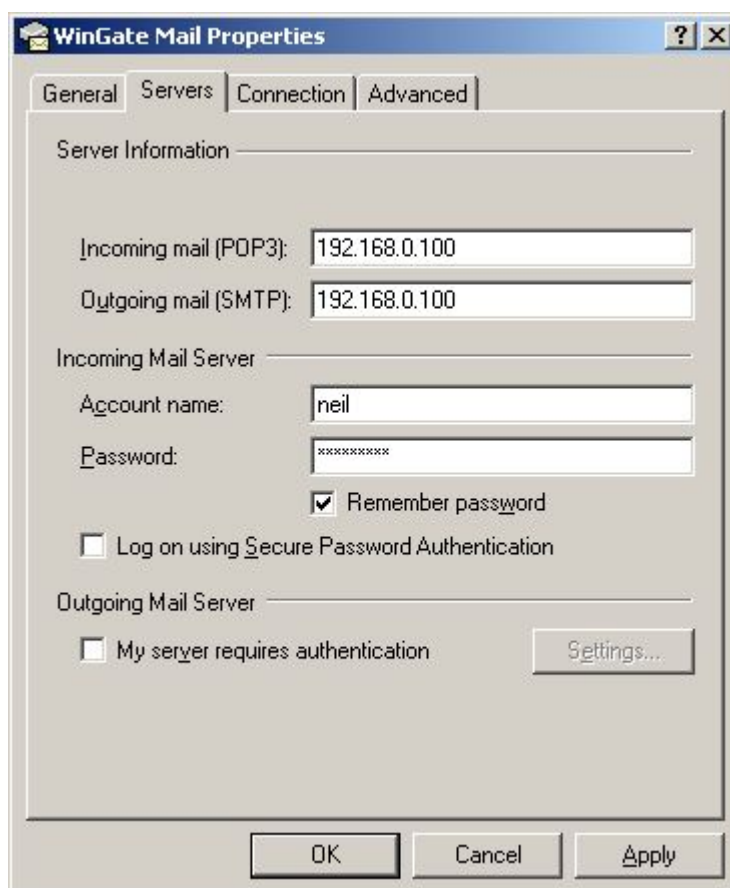 WinGate Mail Properties
General Servers Connection Advanced
Server Information
Incoming mail (POP3): 192.168.0.100
Outgoing mail (SMTP): 192.168.0.100
Incoming Mail Server
Account name: neil
Password: *********
Remember password
Log on using Secure Password Authentication
Outgoing Mail Server
My server requires authentication Settings...
OK Cancel Apply